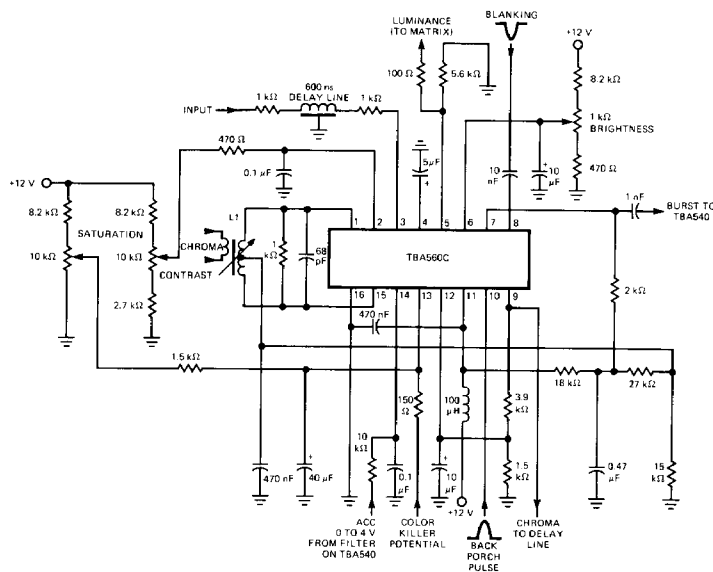 LUMINANCE
(TO MATRIX)
BLANKING
+12 V
100 Ω
5.6 kΩ
8.2 kΩ
600 ns
DELAY LINE
1 kΩ
1 kΩ
INPUT
1 kΩ
BRIGHTNESS
470 Ω
5μF
+
10
nF
+
10
μF
470 Ω
0.1 μF
+12 V
1 nF
BURST TO
TBA540
8.2 kΩ
8.2 kΩ
SATURATION
L1
CHROMA
1
kΩ
68
pF
1 2 3 4 5 6 7 8
TBA560C
16 15 14 13 12 11 10 9
10 kΩ
10 kΩ
CONTRAST
2.7 kΩ
2 kΩ
470 nF
1.5 kΩ
18 kΩ
27 kΩ
150
Ω
100
μH
3.9
kΩ
10
kΩ
470 nF
+
40 μF
0.1
μF
+
10
μF
1.5
kΩ
0.47
μF
15
kΩ
+12 V
ACC
0 TO 4 V
FROM FILTER
ON TBA540
COLOR
KILLER
POTENTIAL
BACK
PORCH
PULSE
CHROMA
TO DELAY
LINE